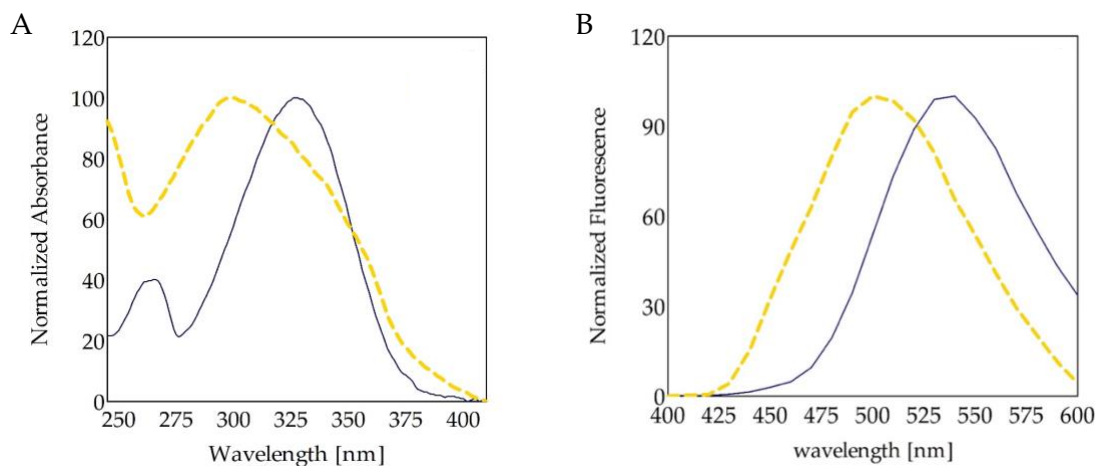 A
120
100
80
60
40
20
0
Normalized Absorbance
250 275 300 325 350 375 400
Wavelength [nm]
B
120
90
60
30
0
Normalized Fluorescence
400 425 450 475 500 525 550 575 600
wavelength [nm]